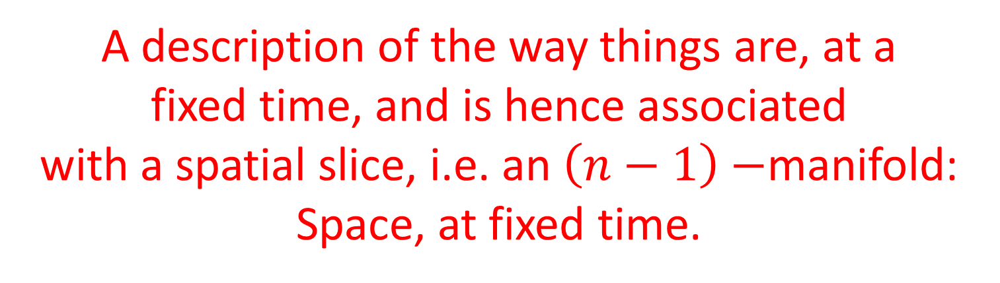 A description of the way things are, at a
fixed time, and is hence associated
with a spatial slice, i.e. an (n − 1) −manifold:
Space, at fixed time.